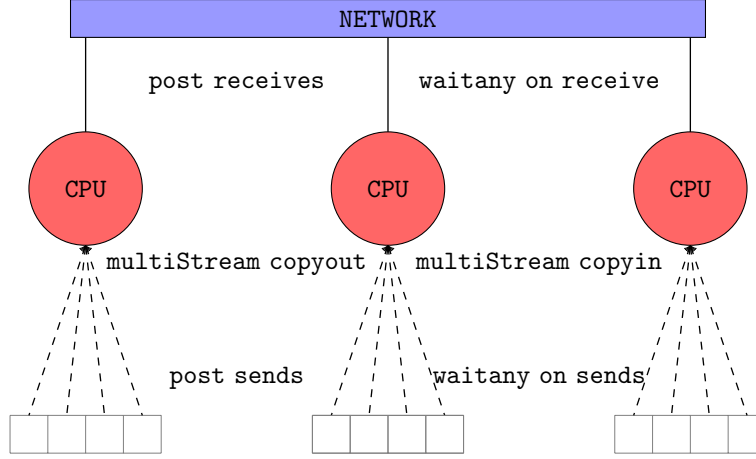 NETWORK
post receives
waitany on receive
CPU
CPU
CPU
multiStream copyout
multiStream copyin
post sends
waitany on sends